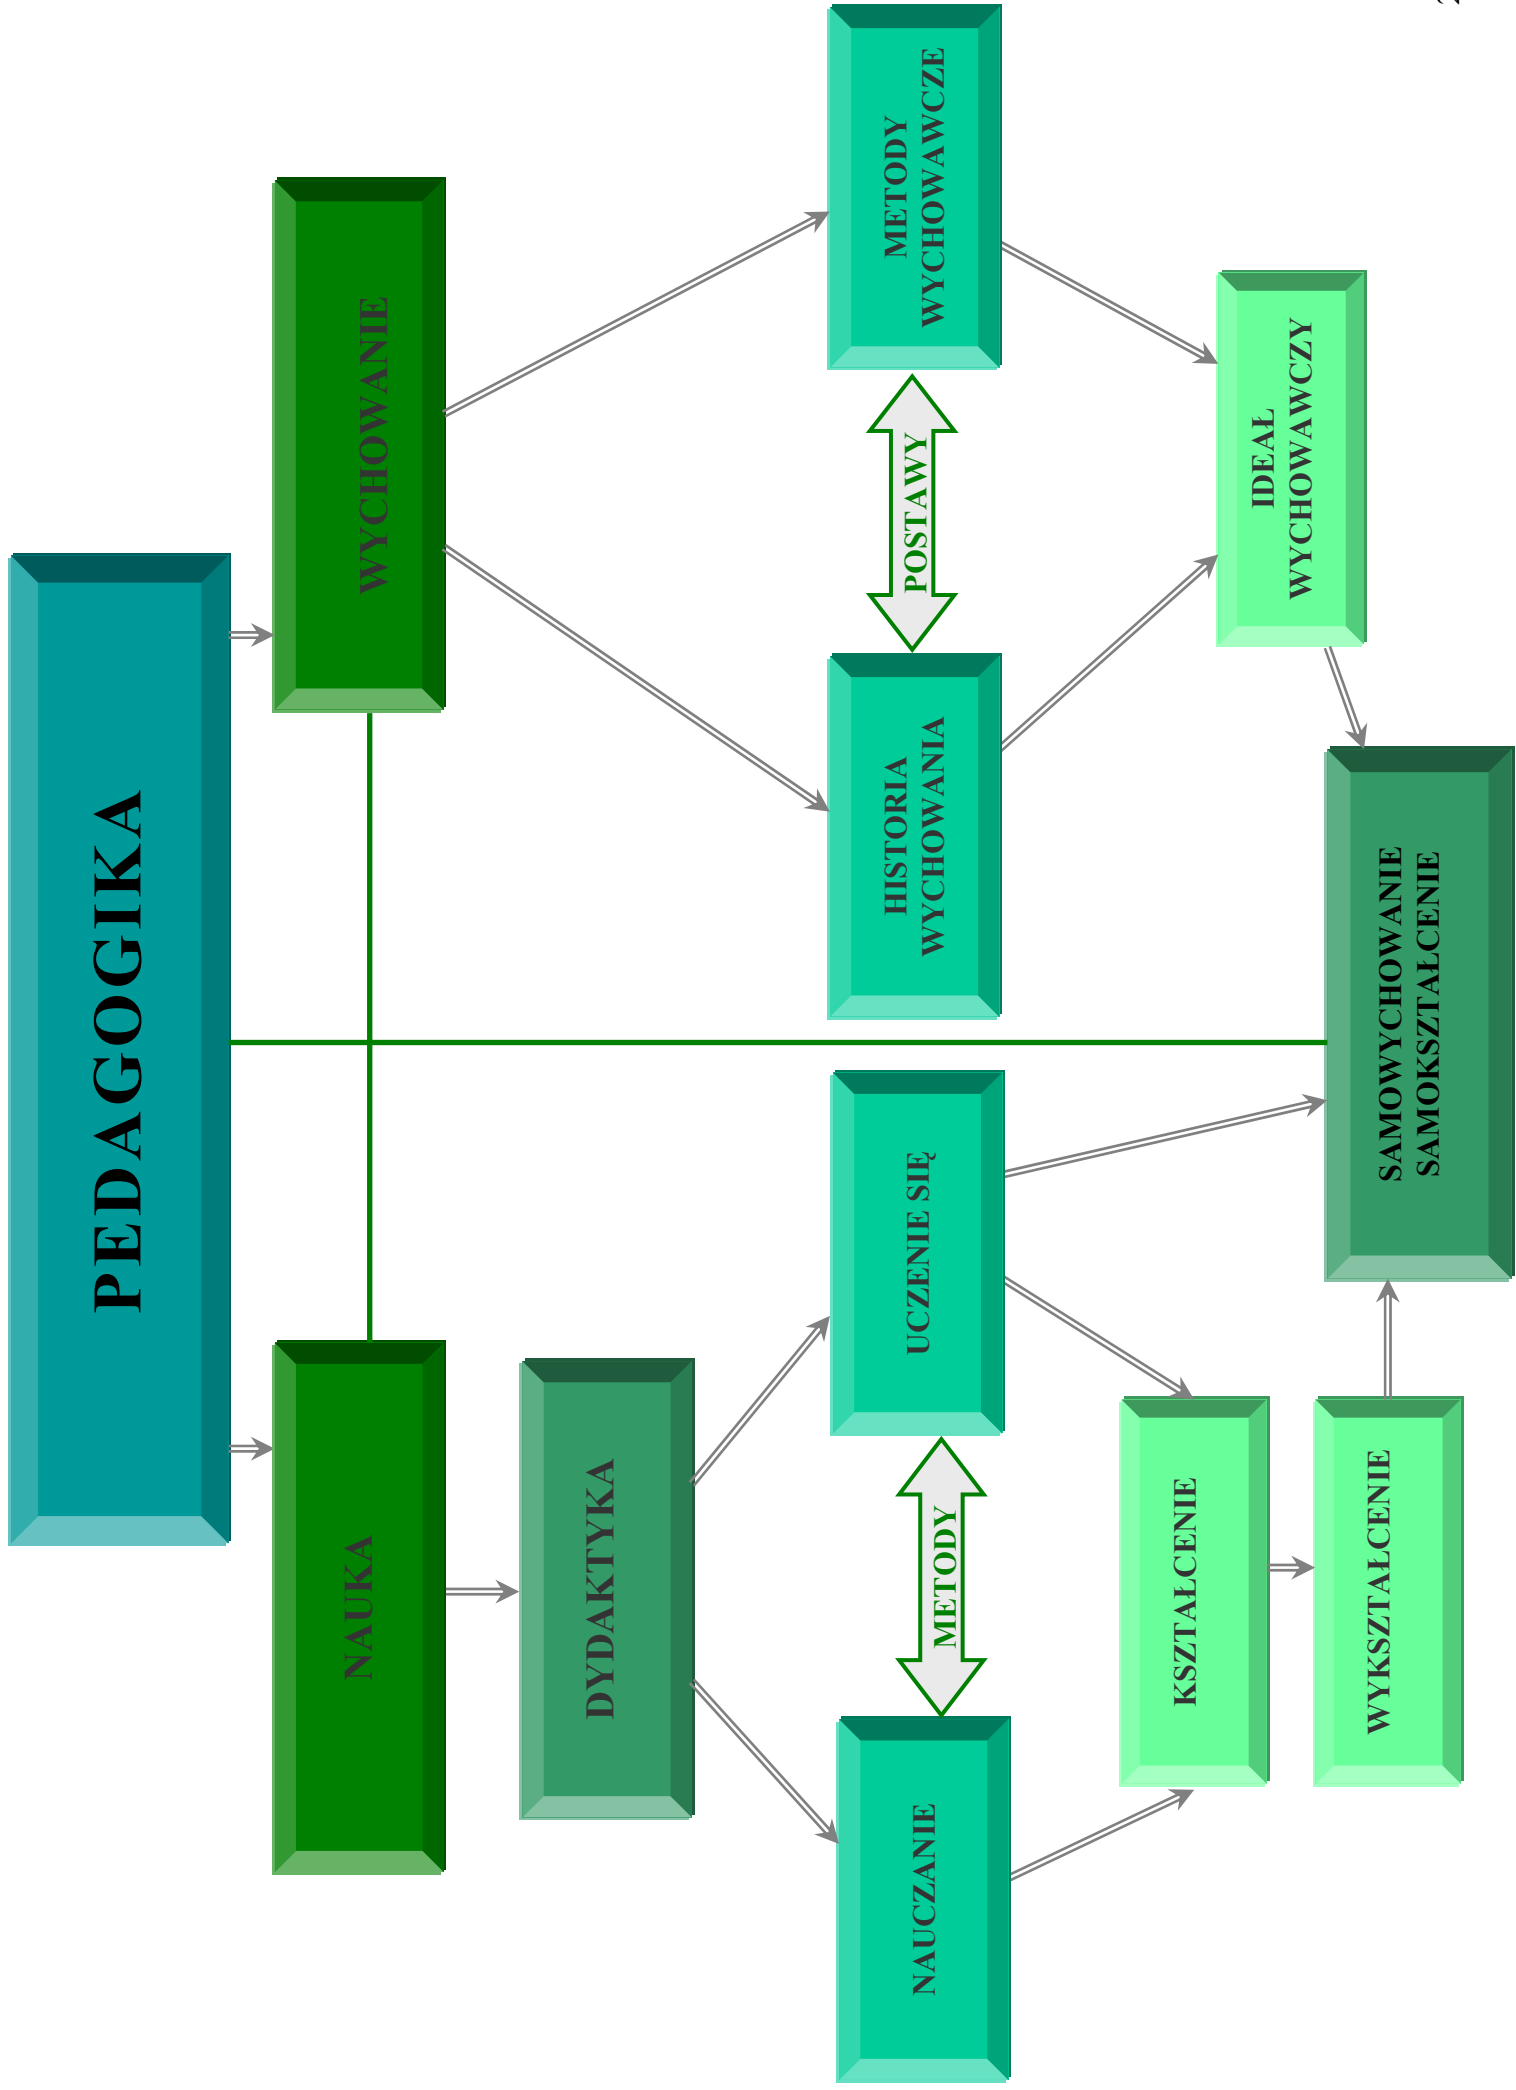 PEDAGOGIKA
NAUKA
WYCHOWANIE
DYDAKTYKA
NAUCZANIE
METODY
UCZENIE SIĘ
HISTORIA
WYCHOWANIA
POSTAWY
METODY
WYCHOWAWCZE
KSZTAŁCENIE
IDEAŁ
WYCHOWAWCZY
WYKSZTAŁCENIE
SAMOWYCHOWANIE
SAMOKSZTAŁCENIE